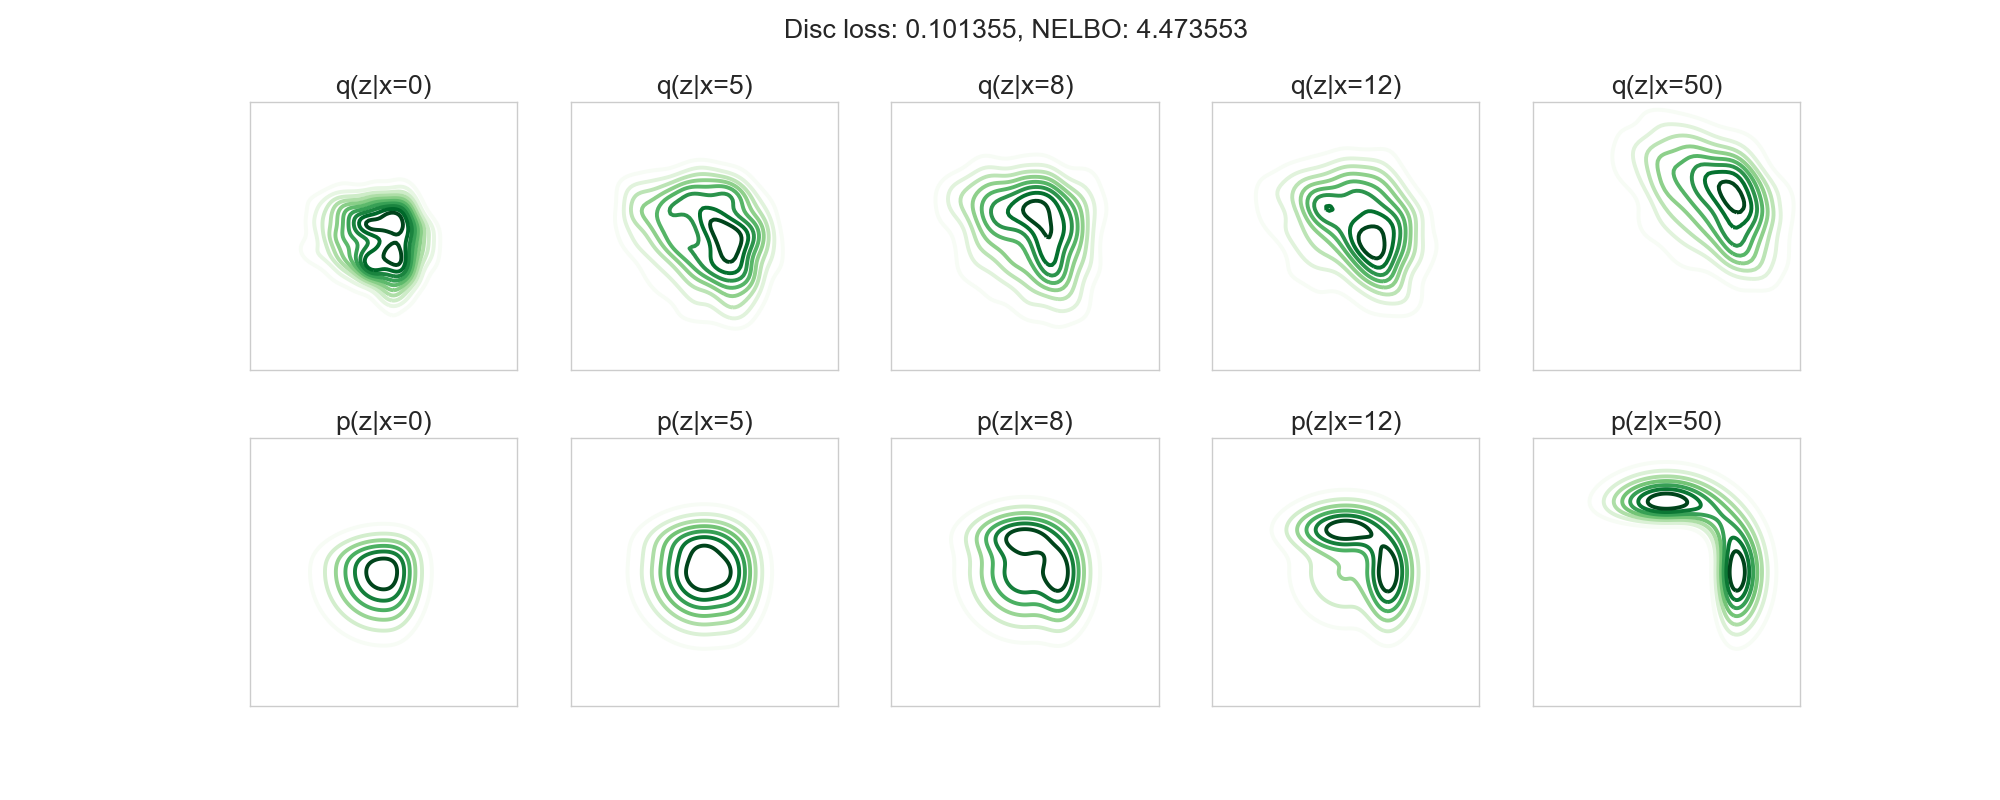 Disc loss: 0.101355, NELBO: 4.473553
q(z|x=0) q(z|x=5) q(z|x=8) q(z|x=12) q(z|x=50)
p(z|x=0) p(z|x=5) p(z|x=8) p(z|x=12) p(z|x=50)